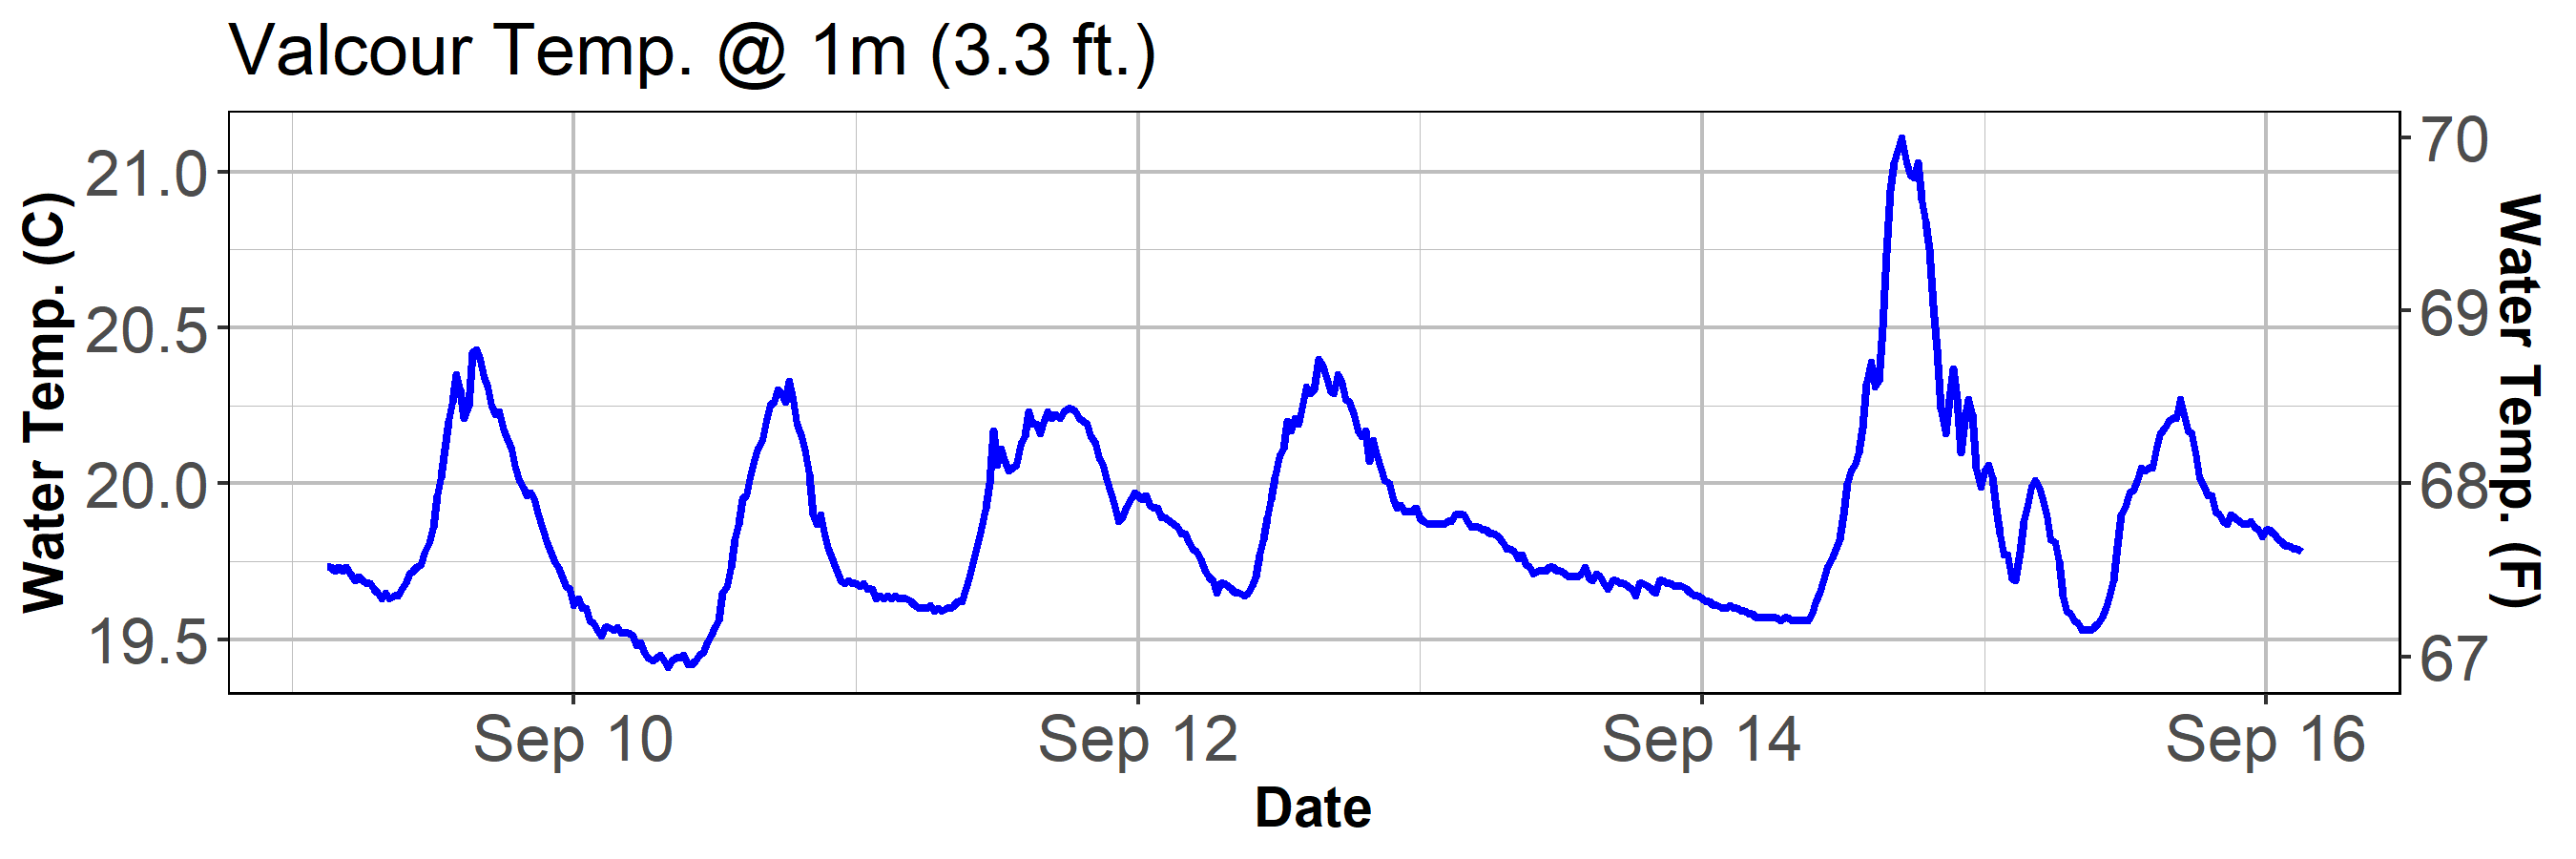 Valcour Temp. @ 1m (3.3 ft.)
Water Temp. (C)
21.0
20.5
20.0
19.5
70
69
68
67
Water Temp. (F)
Sep 10
Sep 12
Sep 14
Sep 16
Date